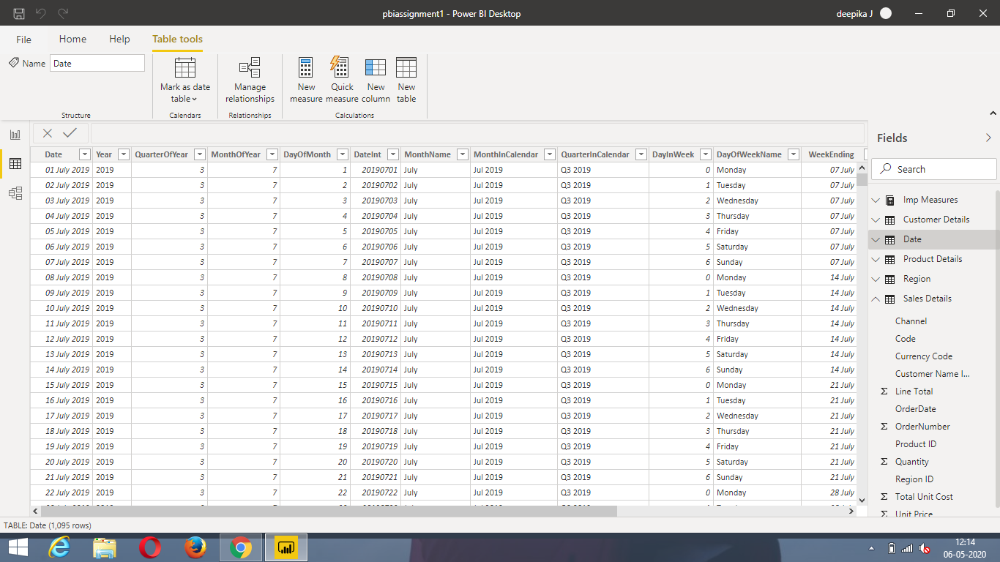 pbiassignment1 - Power BI Desktop
deepika J
File Home Help Table tools
Name Date
Mark as date table
Manage relationships
New measure
Quick measure
New column
New table
Structure Calendars Relationships Calculations
Fields
Search
Date Year QuarterOfYear MonthOfYear DayOfMonth DateInt MonthName MonthInCalendar QuarterInCalendar DayInWeek DayOfWeekName WeekEnding
01 July 2019 2019 3 7 1 20190701 July Jul 2019 Q3 2019 0 Monday 07 July
02 July 2019 2019 3 7 2 20190702 July Jul 2019 Q3 2019 1 Tuesday 07 July
03 July 2019 2019 3 7 3 20190703 July Jul 2019 Q3 2019 2 Wednesday 07 July
04 July 2019 2019 3 7 4 20190704 July Jul 2019 Q3 2019 3 Thursday 07 July
05 July 2019 2019 3 7 5 20190705 July Jul 2019 Q3 2019 4 Friday 07 July
06 July 2019 2019 3 7 6 20190706 July Jul 2019 Q3 2019 5 Saturday 07 July
07 July 2019 2019 3 7 7 20190707 July Jul 2019 Q3 2019 6 Sunday 07 July
08 July 2019 2019 3 7 8 20190708 July Jul 2019 Q3 2019 0 Monday 14 July
09 July 2019 2019 3 7 9 20190709 July Jul 2019 Q3 2019 1 Tuesday 14 July
10 July 2019 2019 3 7 10 20190710 July Jul 2019 Q3 2019 2 Wednesday 14 July
11 July 2019 2019 3 7 11 20190711 July Jul 2019 Q3 2019 3 Thursday 14 July
12 July 2019 2019 3 7 12 20190712 July Jul 2019 Q3 2019 4 Friday 14 July
13 July 2019 2019 3 7 13 20190713 July Jul 2019 Q3 2019 5 Saturday 14 July
14 July 2019 2019 3 7 14 20190714 July Jul 2019 Q3 2019 6 Sunday 14 July
15 July 2019 2019 3 7 15 20190715 July Jul 2019 Q3 2019 0 Monday 21 July
16 July 2019 2019 3 7 16 20190716 July Jul 2019 Q3 2019 1 Tuesday 21 July
17 July 2019 2019 3 7 17 20190717 July Jul 2019 Q3 2019 2 Wednesday 21 July
18 July 2019 2019 3 7 18 20190718 July Jul 2019 Q3 2019 3 Thursday 21 July
19 July 2019 2019 3 7 19 20190719 July Jul 2019 Q3 2019 4 Friday 21 July
20 July 2019 2019 3 7 20 20190720 July Jul 2019 Q3 2019 5 Saturday 21 July
21 July 2019 2019 3 7 21 20190721 July Jul 2019 Q3 2019 6 Sunday 21 July
22 July 2019 2019 3 7 22 20190722 July Jul 2019 Q3 2019 0 Monday 28 July
Imp Measures
Customer Details
Date
Product Details
Region
Sales Details
Channel
Code
Currency Code
Customer Name I...
Σ Line Total
OrderDate
Σ OrderNumber
Product ID
Σ Quantity
Region ID
Σ Total Unit Cost
Σ Unit Price
TABLE: Date (1,095 rows)
12:14
06-05-2020